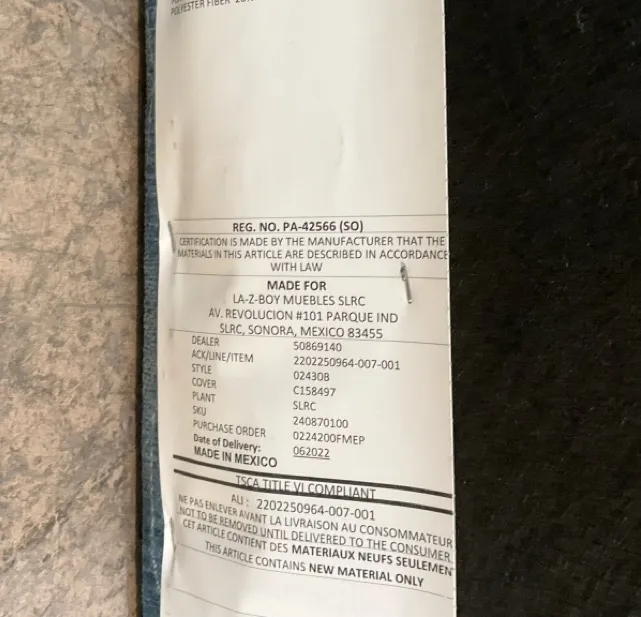 POLYESTER FIBER
REG. NO. PA-42566 (SO)
CERTIFICATION IS MADE BY THE MANUFACTURER THAT THE
MATERIALS IN THIS ARTICLE ARE DESCRIBED IN ACCORDANCE
WITH LAW
MADE FOR
LA-Z-BOY MUEBLES SLRC
AV. REVOLUCION #101 PARQUE IND
SLRC, SONORA, MEXICO 83455
DEALER 50869140
ACK/LINE/ITEM 2202250964-007-001
STYLE 02430B
COVER C158497
PLANT SLRC
SKU 240870100
PURCHASE ORDER 0224200FMEP
Date of Delivery: 062022
MADE IN MEXICO
TSCA TITLE VI COMPLIANT
ALI : 2202250964-007-001
NE PAS ENLEVER AVANT LA LIVRAISON AU CONSOMMATEUR
NOT TO BE REMOVED UNTIL DELIVERED TO THE CONSUMER
CET ARTICLE CONTIENT DES MATERIAUX NEUFS SEULEMEN
THIS ARTICLE CONTAINS NEW MATERIAL ONLY